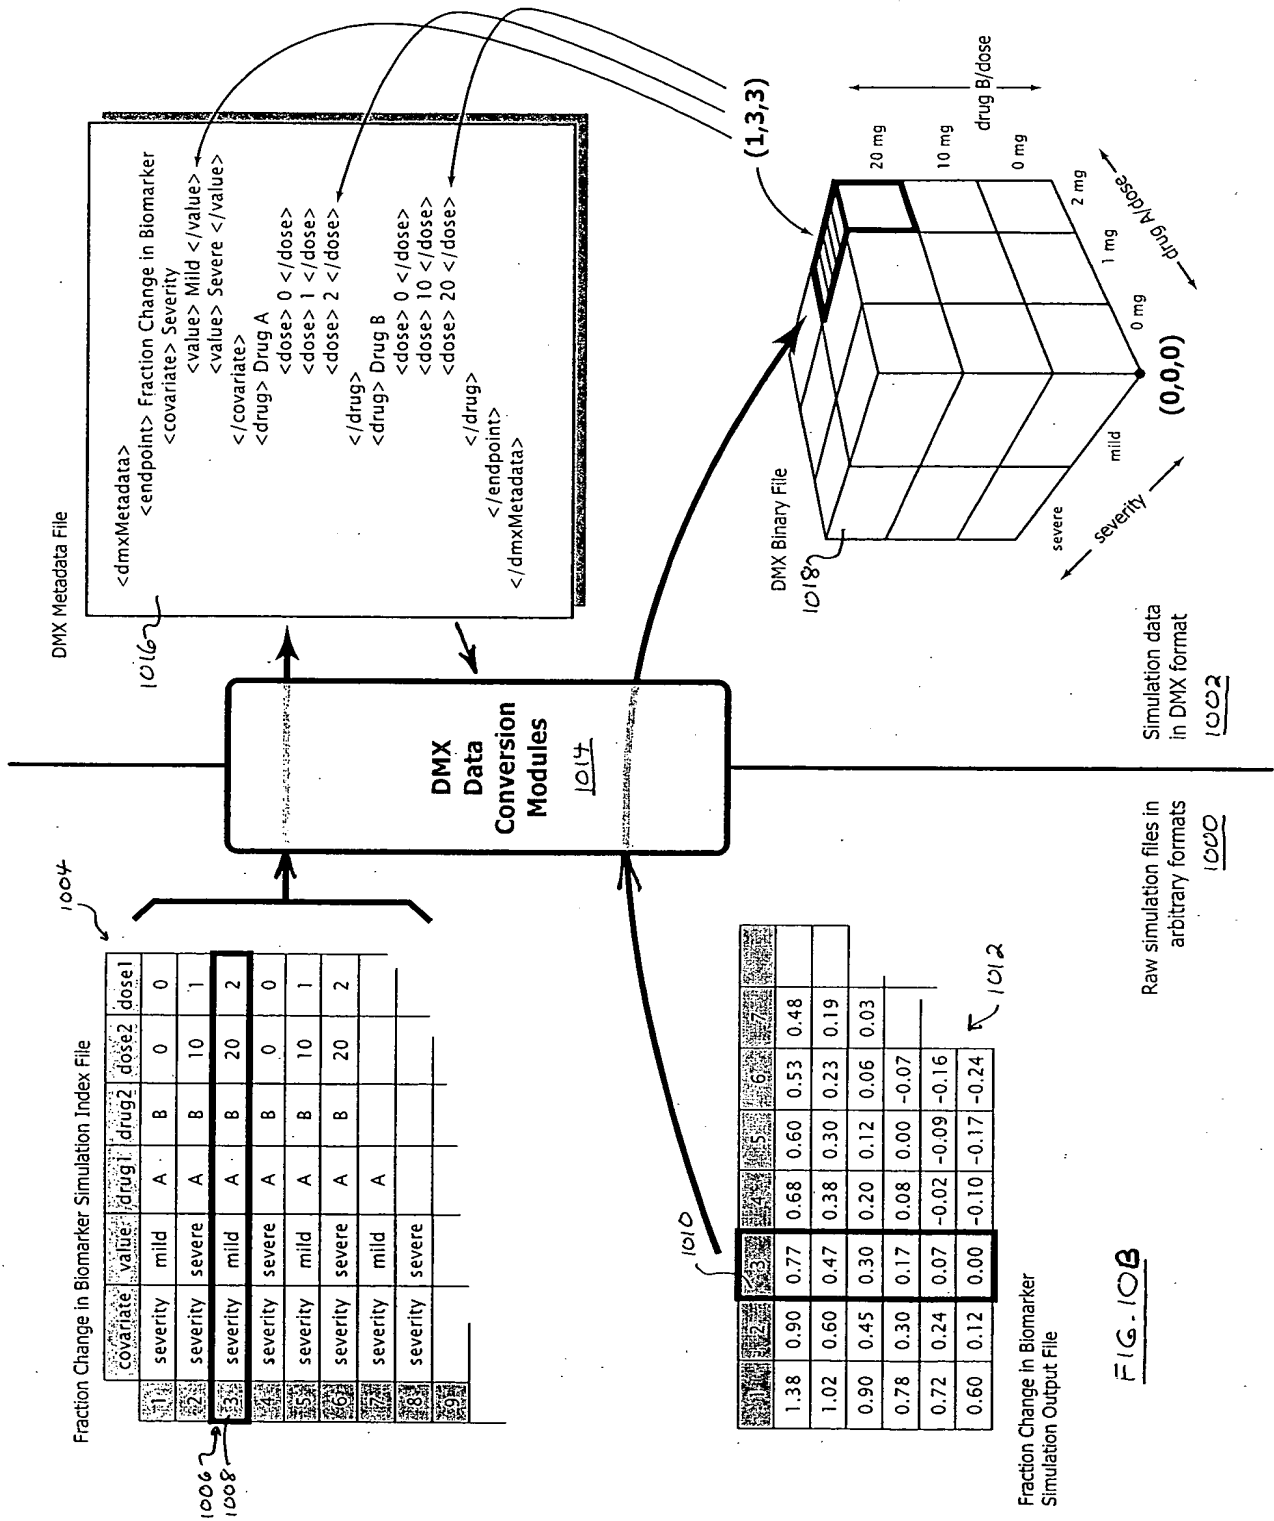 Fraction Change in Biomarker Simulation Index File
1004
covariate value drug1 drug2 dose2 dose1
1 severity mild A B 0 0
2 severity severe A B 10 1
3 severity mild A B 20 2
4 severity severe A B 0 0
5 severity mild A B 10 1
6 severity severe A B 20 2
7 severity mild A
8 severity severe
9
1006
1008
DMX
Data
Conversion
Modules
1014
DMX Metadata File
1016
<dmxMetadata>
<endpoint> Fraction Change in Biomarker
<covariate> Severity
<value> Mild </value>
<value> Severe </value>
</covariate>
<drug> Drug A
<dose> 0 </dose>
<dose> 1 </dose>
<dose> 2 </dose>
</drug>
<drug> Drug B
<dose> 0 </dose>
<dose> 10 </dose>
<dose> 20 </dose>
</drug>
</endpoint>
</dmxMetadata>
1010
1 2 3 4 5 6 7
1.38 0.90 0.77 0.68 0.60 0.53 0.48
1.02 0.60 0.47 0.38 0.30 0.23 0.19
0.90 0.45 0.30 0.20 0.12 0.06 0.03
0.78 0.30 0.17 0.08 0.00 -0.07
0.72 0.24 0.07 -0.02 -0.09 -0.16
0.60 0.12 0.00 -0.10 -0.17 -0.24
1012
Fraction Change in Biomarker
Simulation Output File
DMX Binary File
1018
(1,3,3)
20 mg
10 mg
0 mg
drug B/dose
2 mg
1 mg
0 mg
drug A/dose
(0,0,0)
mild
severe
severity
Raw simulation files in
arbitrary formats
1000
Simulation data
in DMX format
1002
FIG. 10B